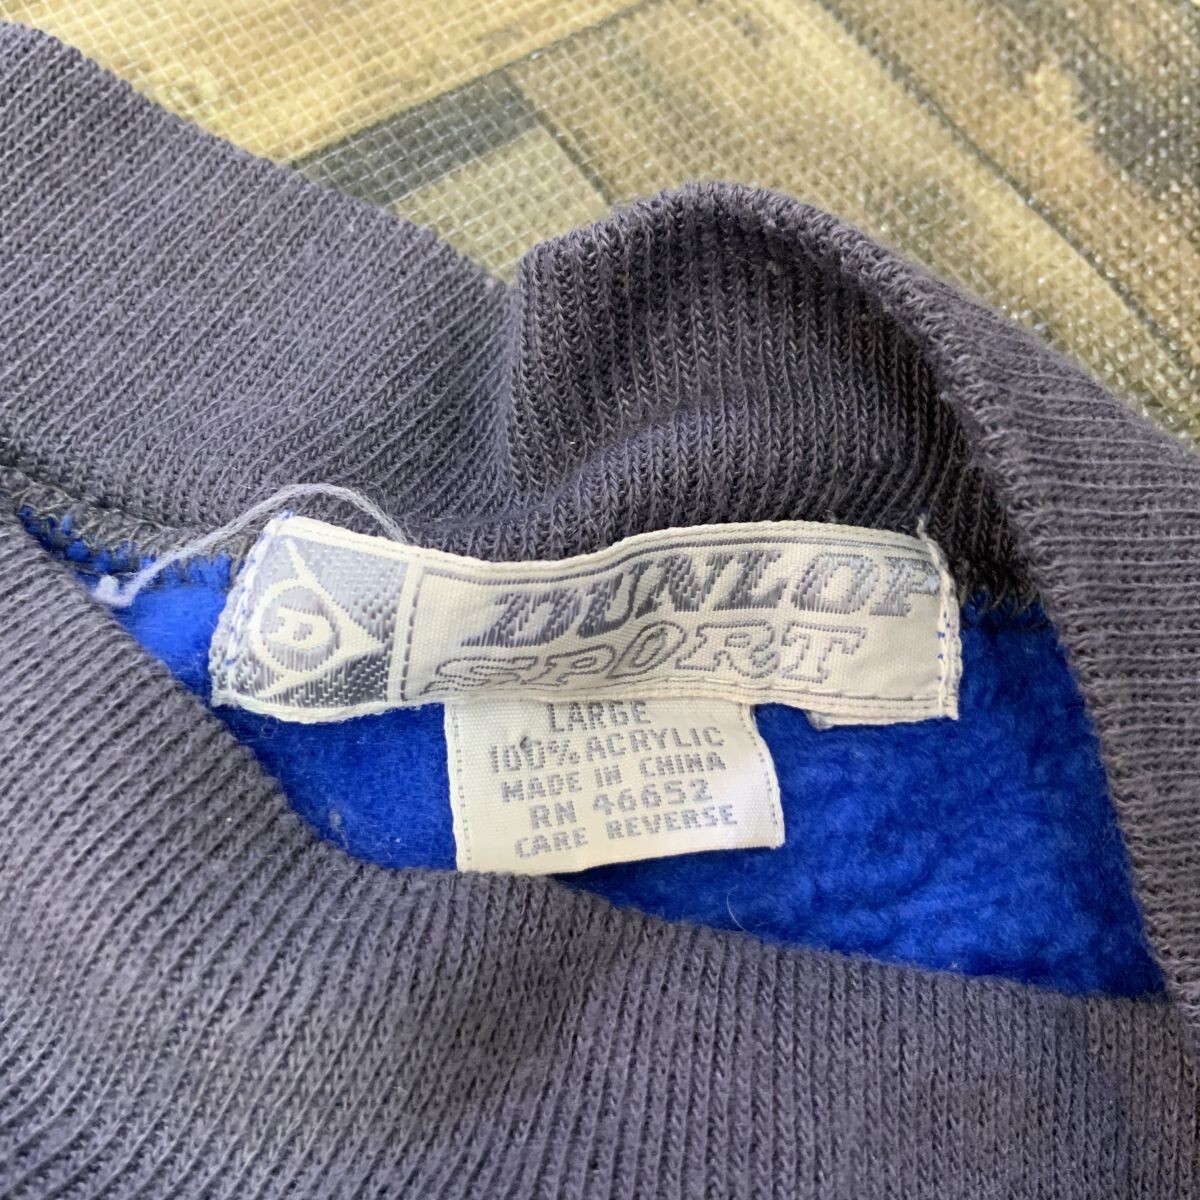 D
DUNLOP
SPORT
LARGE
100% ACRYLIC
MADE IN CHINA
RN 46652
CARE REVERSE